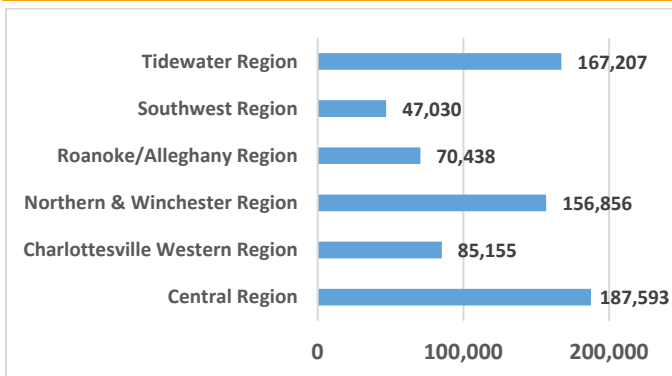 Tidewater Region 167,207
Southwest Region 47,030
Roanoke/Alleghany Region 70,438
Northern & Winchester Region 156,856
Charlottesville Western Region 85,155
Central Region 187,593
0 100,000 200,000